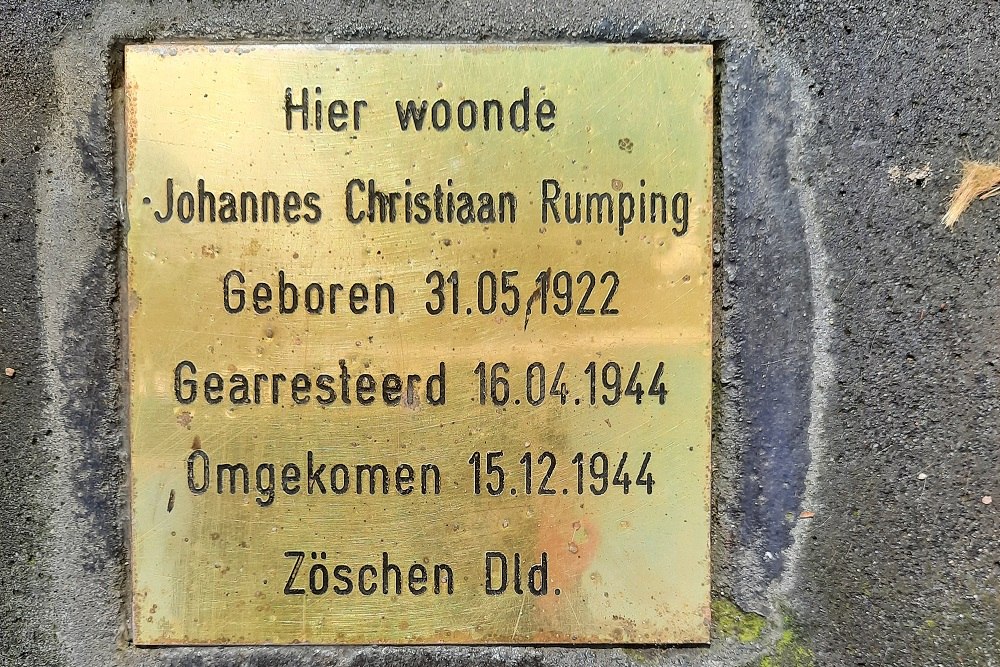 Hier woonde
Johannes Christiaan Rumping
Geboren 31.05.1922
Gearresteerd 16.04.1944
Omgekomen 15.12.1944
Zöschen Dld.